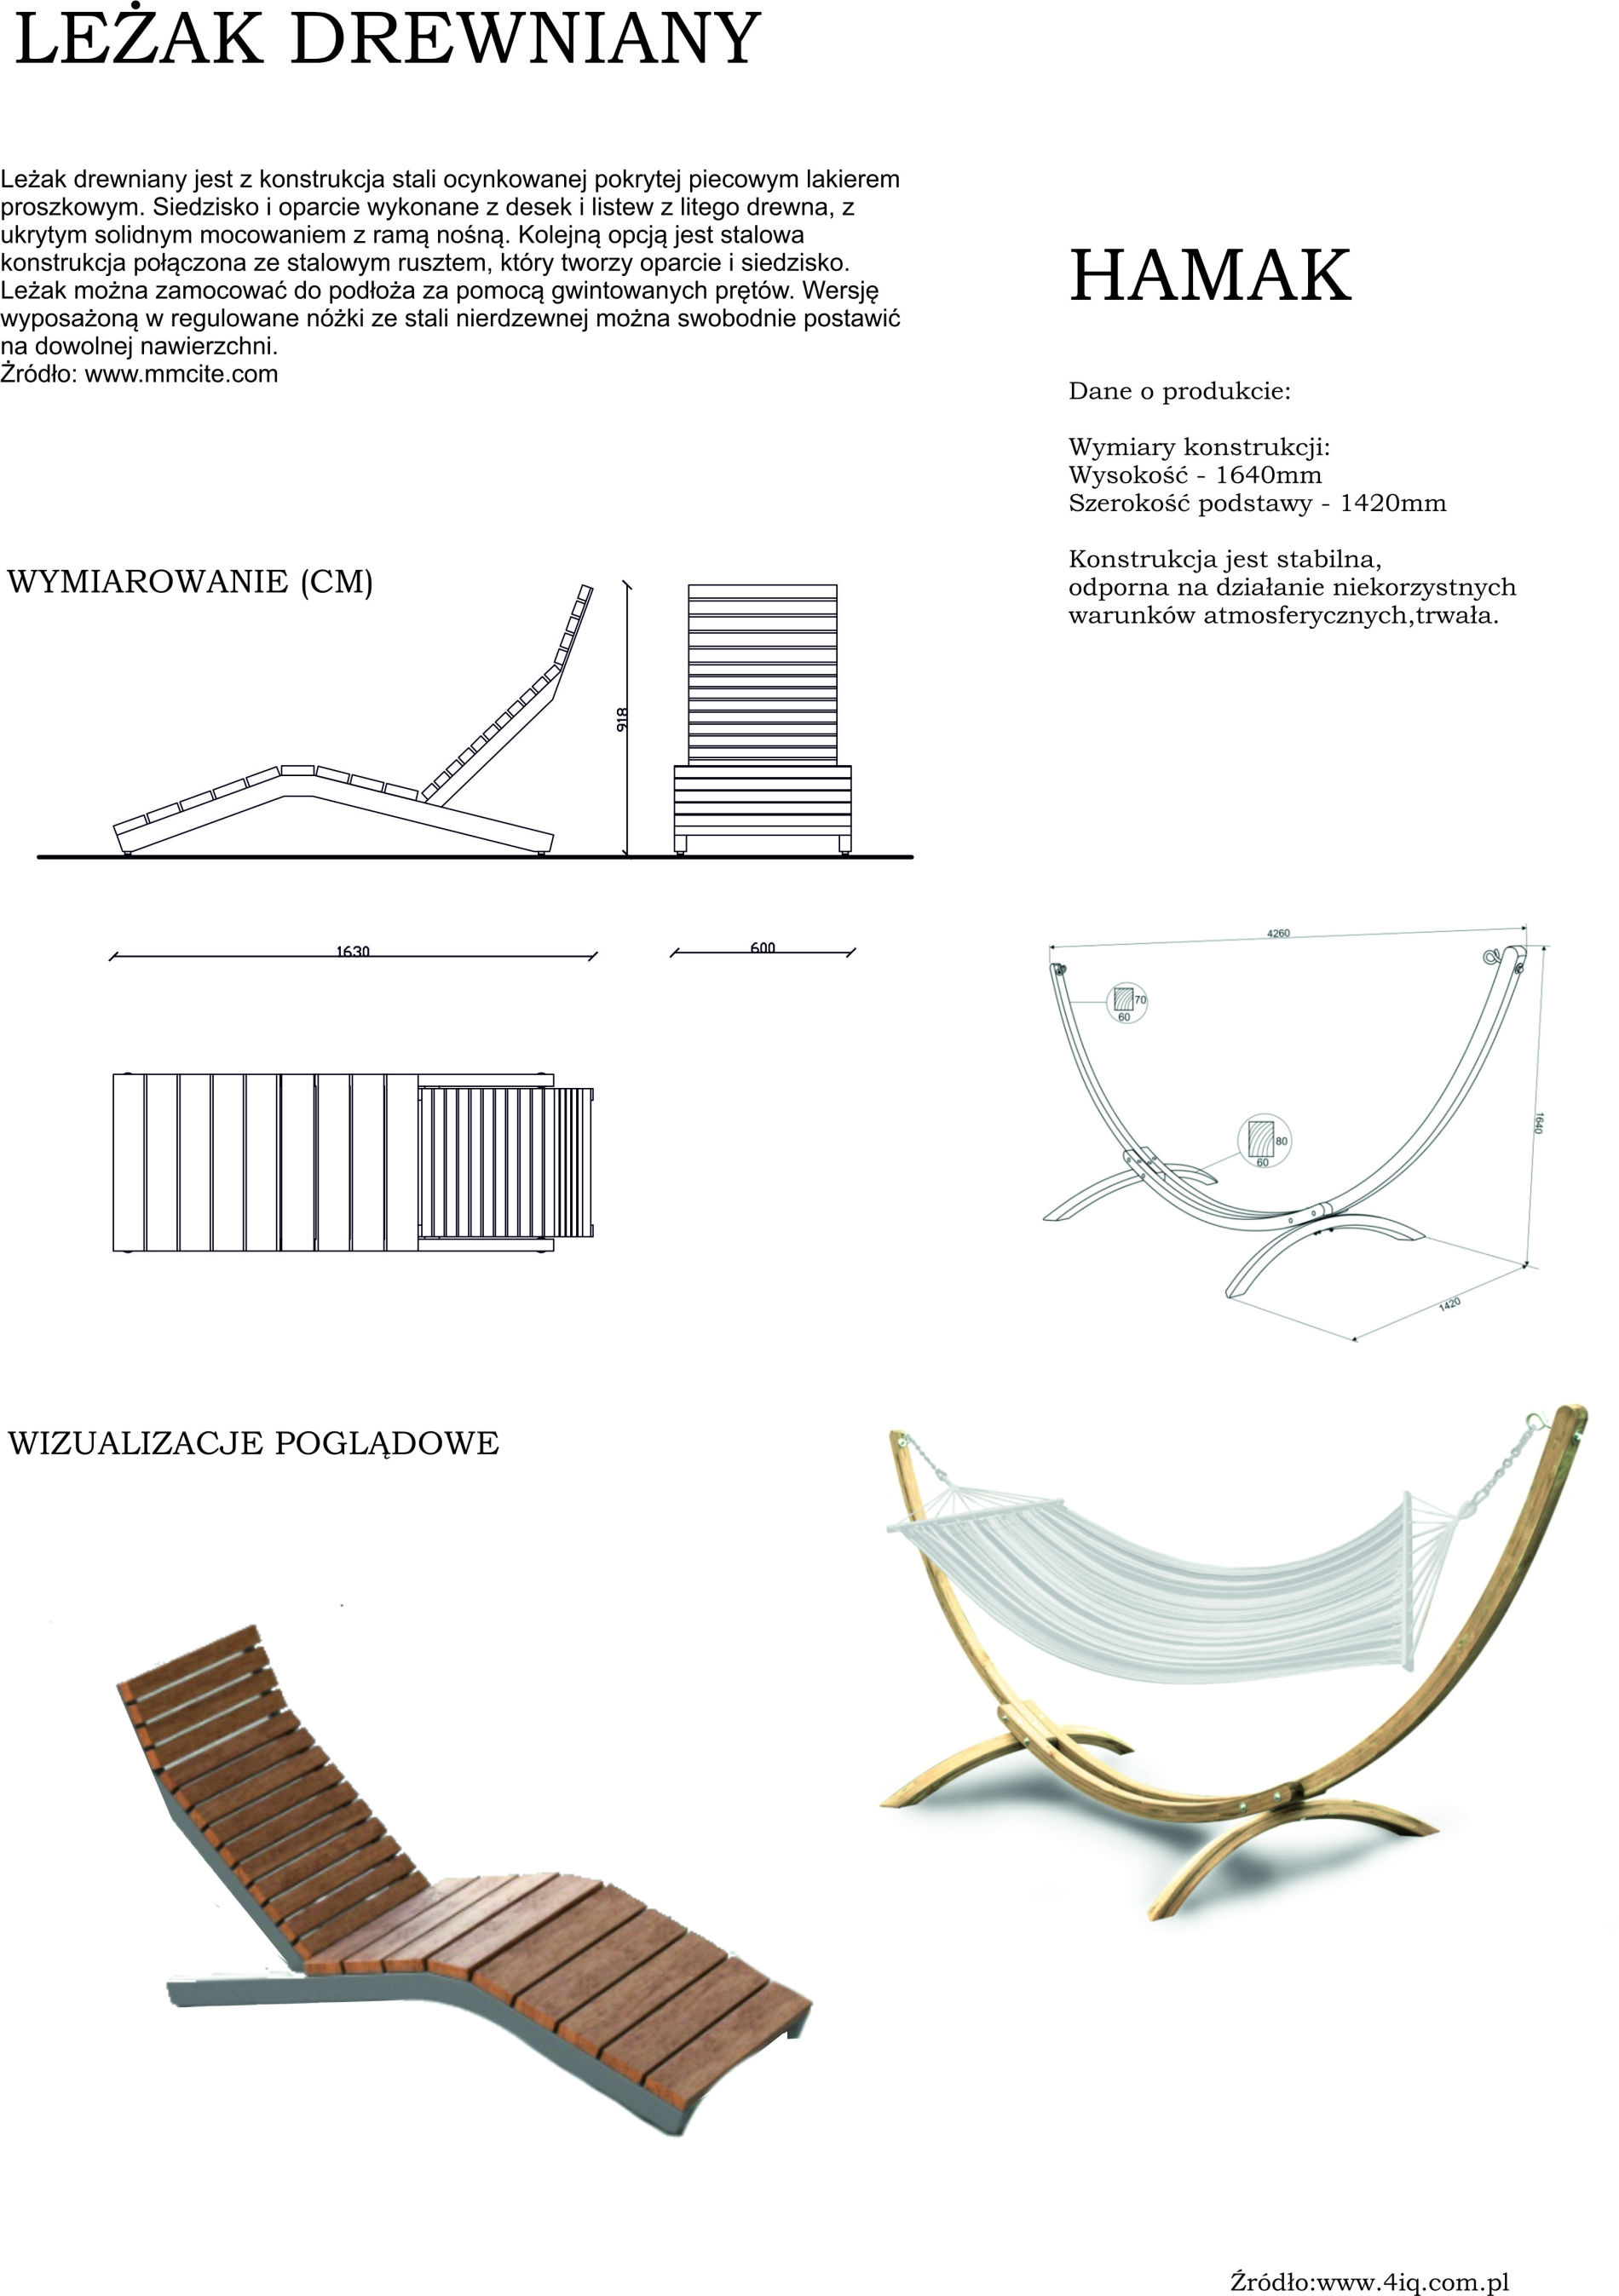 LEŻAK DREWNIANY
Leżak drewniany jest z konstrukcja stali ocynkowanej pokrytej piecowym lakierem
proszkowym. Siedzisko i oparcie wykonane z desek i listew z litego drewna, z
ukrytym solidnym mocowaniem z ramą nośną. Kolejną opcją jest stalowa
konstrukcja połączona ze stalowym rusztem, który tworzy oparcie i siedzisko.
Leżak można zamocować do podłoża za pomocą gwintowanych prętów. Wersję
wyposażoną w regulowane nóżki ze stali nierdzewnej można swobodnie postawić
na dowolnej nawierzchni.
Źródło: www.mmcite.com
HAMAK
Dane o produkcie:
Wymiary konstrukcji:
Wysokość - 1640mm
Szerokość podstawy - 1420mm
Konstrukcja jest stabilna,
odporna na działanie niekorzystnych
warunków atmosferycznych,trwała.
WYMIAROWANIE (CM)
918
1630
600
4260
70
60
80
60
1640
1420
WIZUALIZACJE POGLĄDOWE
Źródło:www.4iq.com.pl